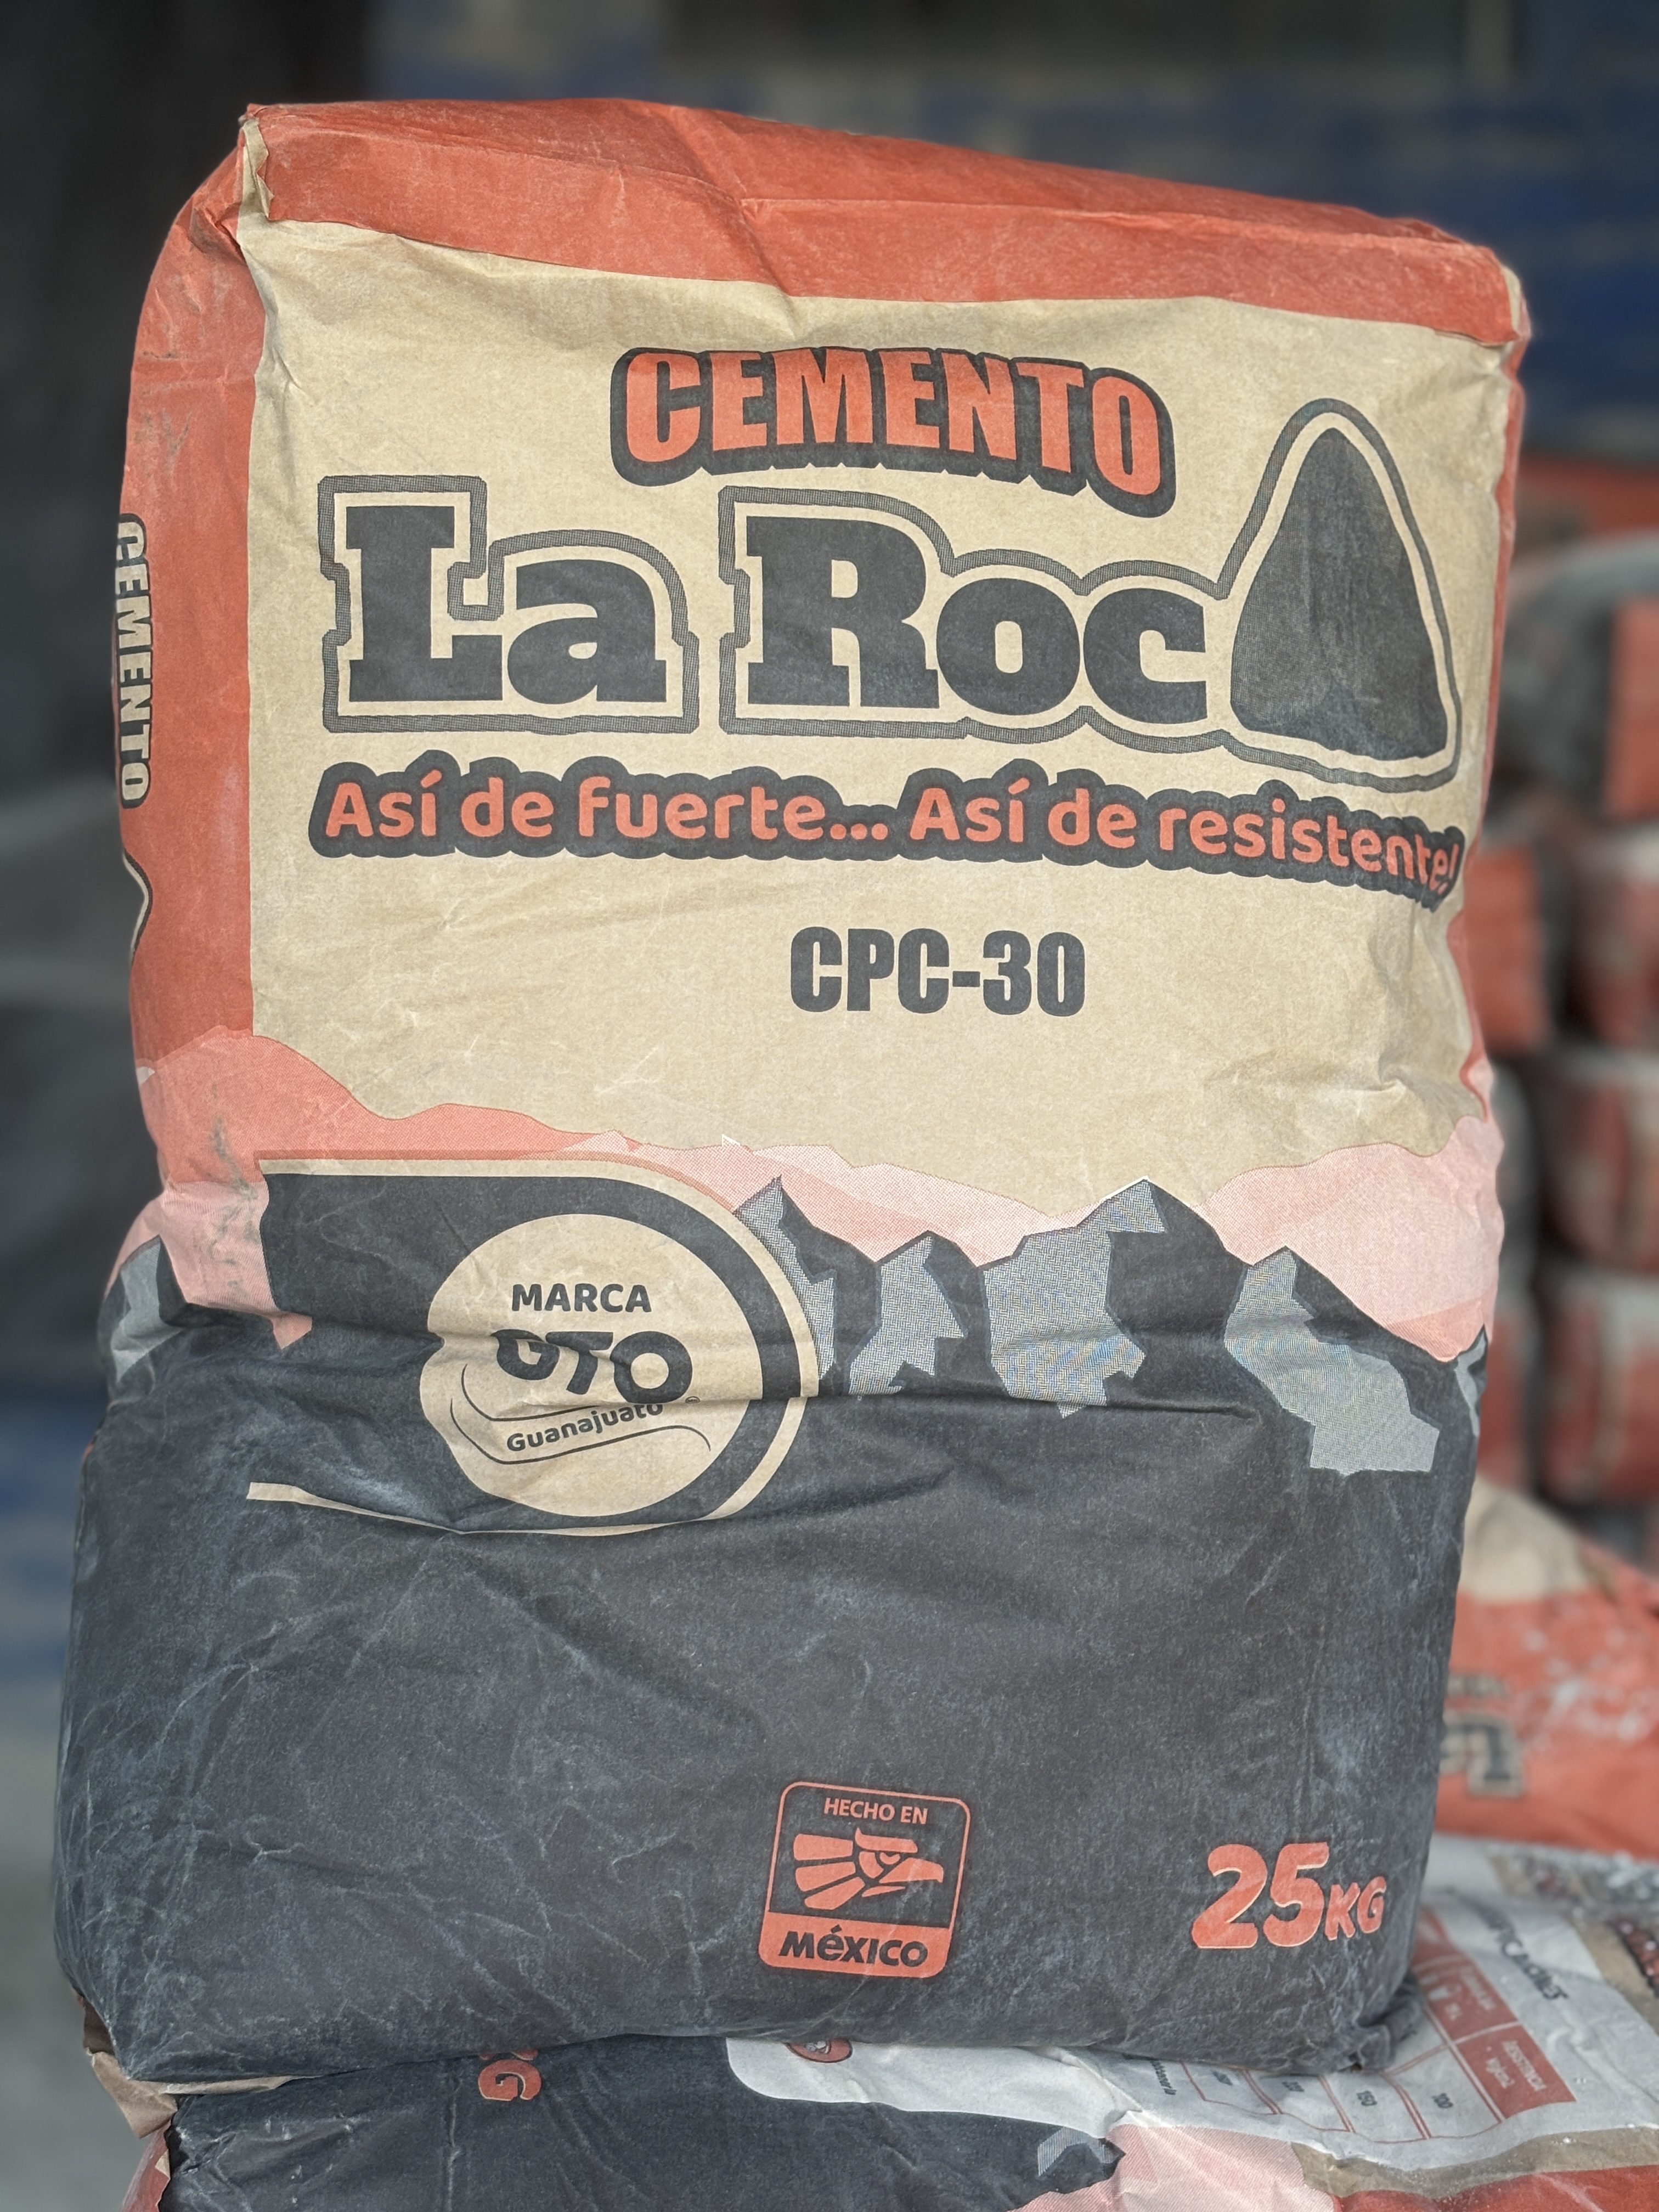 CEMENTO
La Roc
Así de fuerte... Así de resistente!
CPC-30
CEMENTO
MARCA
GTO
Guanajuato
HECHO EN
MÉXICO
25KG